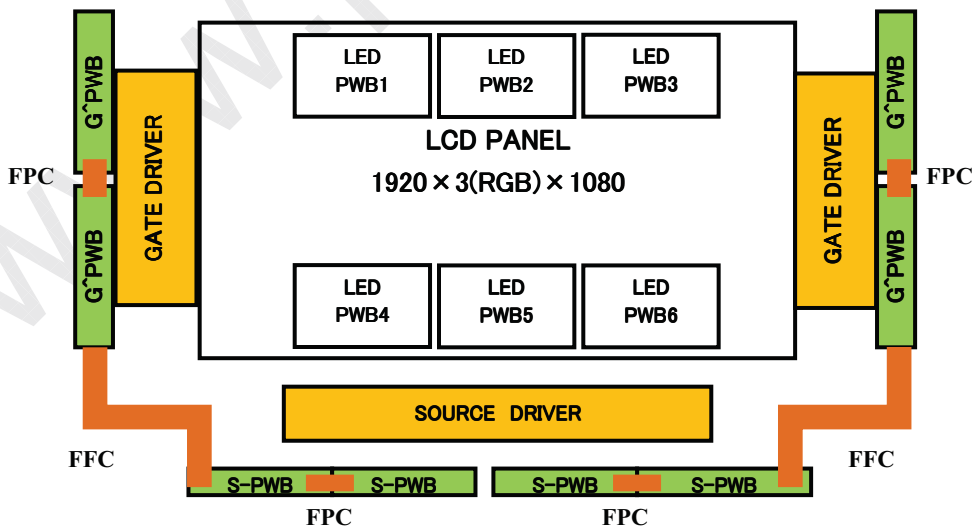 LED
PWB1
LED
PWB2
LED
PWB3
G^PWB
G^PWB
GATE DRIVER
GATE DRIVER
LCD PANEL
FPC
1920×3(RGB)×1080
FPC
G^PWB
G^PWB
LED
PWB4
LED
PWB5
LED
PWB6
SOURCE DRIVER
FFC
FFC
S-PWB
S-PWB
S-PWB
S-PWB
FPC
FPC